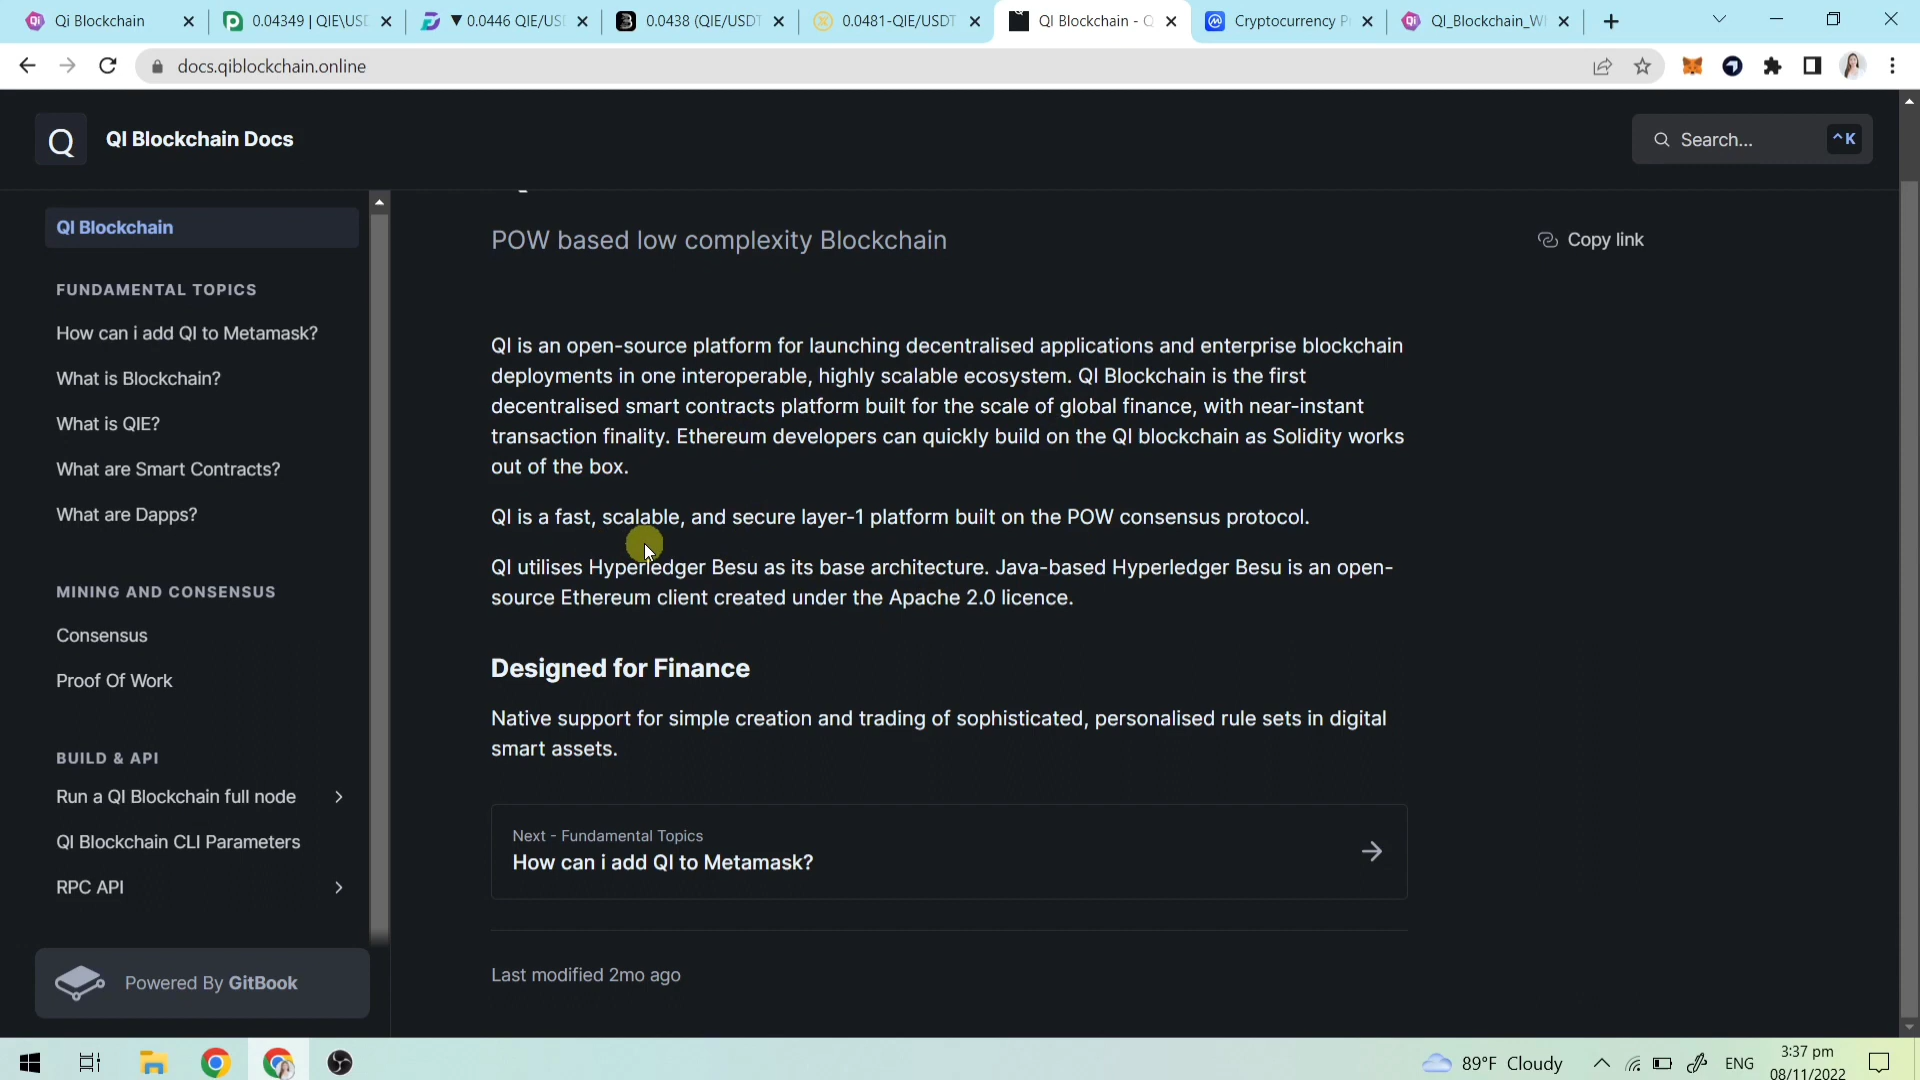 Qi Blockchain
0.04349 | QIE\USD
▼ 0.0446 QIE/US
0.0438 (QIE/USDT
0.0481-QIE/USDT
QI Blockchain - Q
Cryptocurrency P
QI_Blockchain_W
docs.qiblockchain.online
Q
QI Blockchain Docs
Search...
^K
QI Blockchain
FUNDAMENTAL TOPICS
How can i add QI to Metamask?
What is Blockchain?
What is QIE?
What are Smart Contracts?
What are Dapps?
MINING AND CONSENSUS
Consensus
Proof Of Work
BUILD & API
Run a QI Blockchain full node
QI Blockchain CLI Parameters
RPC API
Powered By GitBook
POW based low complexity Blockchain
Copy link
QI is an open-source platform for launching decentralised applications and enterprise blockchain
deployments in one interoperable, highly scalable ecosystem. QI Blockchain is the first
decentralised smart contracts platform built for the scale of global finance, with near-instant
transaction finality. Ethereum developers can quickly build on the QI blockchain as Solidity works
out of the box.
QI is a fast, scalable, and secure layer-1 platform built on the POW consensus protocol.
QI utilises Hyperledger Besu as its base architecture. Java-based Hyperledger Besu is an open-
source Ethereum client created under the Apache 2.0 licence.
Designed for Finance
Native support for simple creation and trading of sophisticated, personalised rule sets in digital
smart assets.
Next - Fundamental Topics
How can i add QI to Metamask?
Last modified 2mo ago
89°F Cloudy
ENG
3:37 pm
08/11/2022